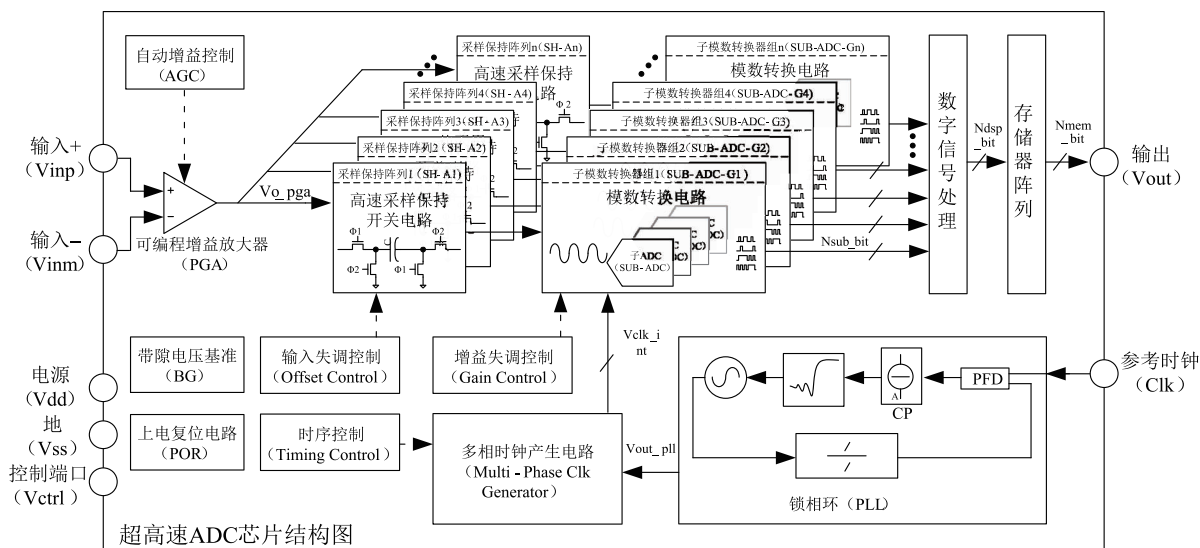 自动增益控制
(AGC)
采样保持阵列n(SH-An)
高速采样保持
采样保持阵列4(SH-A4)
Φ2
采样保持阵列3(SH-A3)
采样保持阵列2(SH-A2)
采样保持阵列1(SH-A1)
高速采样保持
开关电路
Φ1
Φ2
Φ2
Φ1
子模数转换器组n(SUB-ADC-Gn)
模数转换电路
子模数转换器组4(SUB-ADC-G4)
子模数转换器组3(SUB-ADC-G3)
子模数转换器组2(SUB-ADC-G2)
子模数转换器组1(SUB-ADC-G1)
模数转换电路
子ADC
(SUB-ADC)
Nsub_bit
数字信号处理
Ndsp
_bit
存储器阵列
Nmem
_bit
输出
(Vout)
输入+
(Vinp)
+
−
Vo_pga
输入−
(Vinm)
可编程增益放大器
(PGA)
带隙电压基准
(BG)
输入失调控制
(Offset Control)
增益失调控制
(Gain Control)
Vclk_i
nt
PFD
A
CP
参考时钟
(Clk)
电源
(Vdd)
地
(Vss)
控制端口
(Vctrl)
上电复位电路
(POR)
时序控制
(Timing Control)
多相时钟产生电路
(Multi - Phase Clk
Generator)
Vout_pll
锁相环(PLL)
超高速ADC芯片结构图